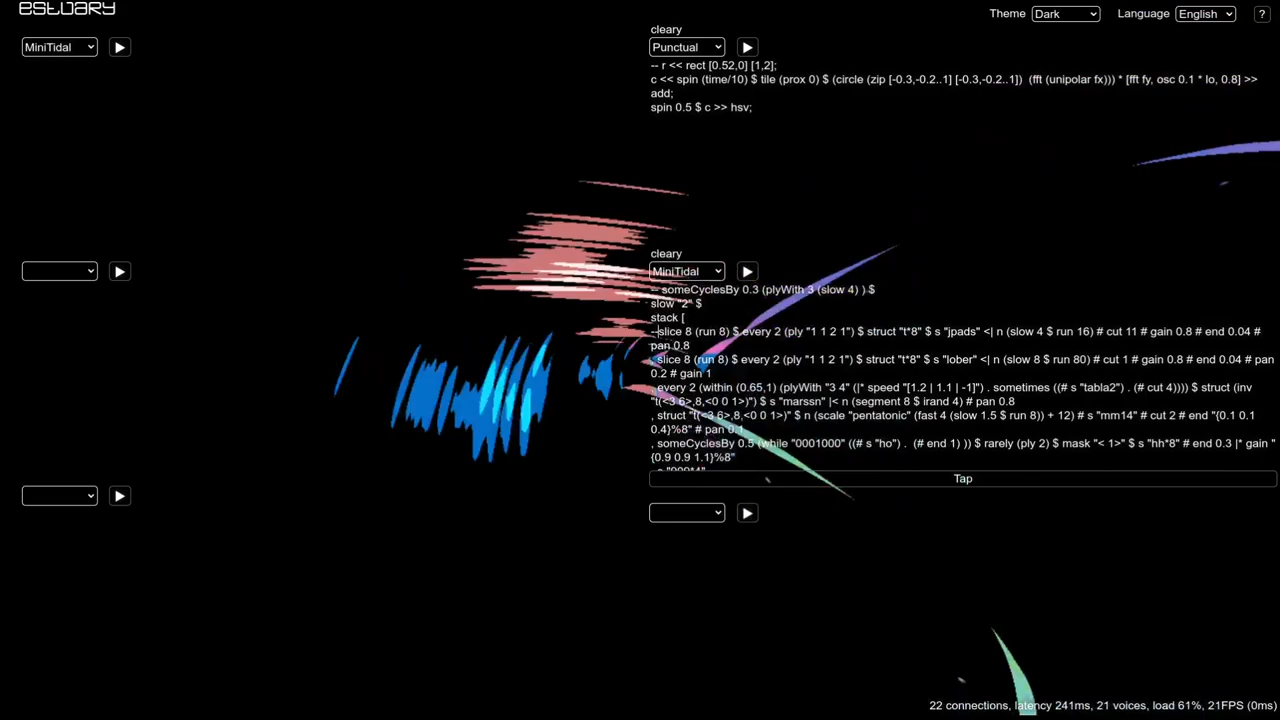 estuary
Theme Dark Language English ?
MiniTidal
cleary
Punctual
-- r << rect [0.52,0] [1,2];
c << spin (time/10) $ tile (prox 0) $ (circle (zip [-0.3,-0.2..1] [-0.3,-0.2..1])  (fft (unipolar fx))) * [fft fy, osc 0.1 * lo, 0.8] >>
add;
spin 0.5 $ c >> hsv;
cleary
MiniTidal
-- someCyclesBy 0.3 (plyWith 3 (slow 4) ) $
slow "2" $
stack [
--slice 8 (run 8) $ every 2 (ply "1 1 2 1") $ struct "t*8" $ s "jpads" <| n (slow 4 $ run 16) # cut 11 # gain 0.8 # end 0.04 #
pan 0.8
slice 8 (run 8) $ every 2 (ply "1 1 2 1") $ struct "t*8" $ s "lober" <| n (slow 8 $ run 80) # cut 1 # gain 0.8 # end 0.04 # pan
0.2 # gain 1
, every 2 (within (0.65,1) (plyWith "3 4" (|* speed "[1.2 | 1.1 | -1]") . sometimes ((# s "tabla2") . (# cut 4)))) $ struct (inv
"t(<3 6>,8,<0 0 1>)") $ s "marssn" |< n (segment 8 $ irand 4) # pan 0.8
, struct "t(<3 6>,8,<0 0 1>)" $ n (scale "pentatonic" (fast 4 (slow 1.5 $ run 8)) + 12) # s "mm14" # cut 2 # end "{0.1 0.1
0.4}%8" # pan 0.1
, someCyclesBy 0.5 (while "0001000" ((# s "ho") .  (# end 1) )) $ rarely (ply 2) $ mask "< 1>" $ s "hh*8" # end 0.3 |* gain "
{0.9 0.9 1.1}%8"
Tap
22 connections, latency 241ms, 21 voices, load 61%, 21FPS (0ms)